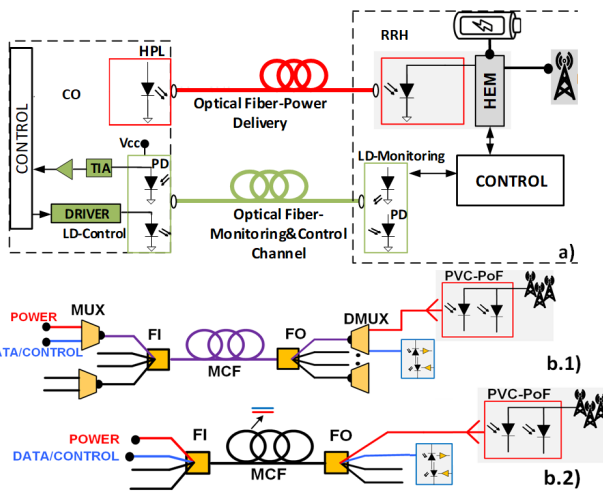 HPL
RRH
CO
HEM
CONTROL
Optical Fiber-Power
Delivery
Vcc
PD
TIA
LD-Monitoring
DRIVER
LD-Control
PD
CONTROL
Optical Fiber-
Monitoring&Control
Channel
a)
MUX
POWER
DATA/CONTROL
FI
MCF
FO
DMUX
PVC-PoF
b.1)
POWER
DATA/CONTROL
FI
MCF
FO
PVC-PoF
b.2)